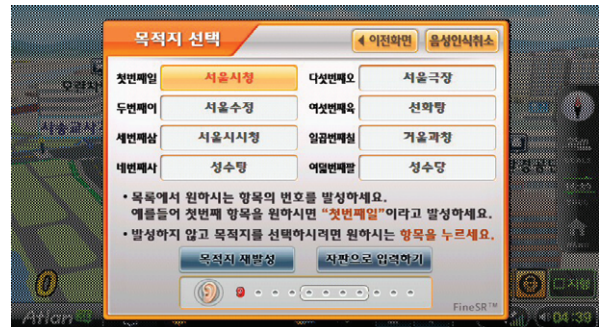 목적지 선택
이전화면
음성인식취소
첫번째일 서울시청 다섯번째오 서울극장
두번째이 서울수정 여섯번째육 선화랑
세번째삼 서울시시청 일곱번째칠 거울과창
네번째사 성수탕 여덟번째팔 성수당
• 목록에서 원하시는 항목의 번호를 발성하세요.
예를들어 첫번째 항목을 원하시면 “첫번째일”이라고 발성하세요.
• 발성하지 않고 목적지를 선택하시려면 원하시는 항목을 누르세요.
목적지 재발성
자판으로 입력하기
FineSR™
Atlan
04:39